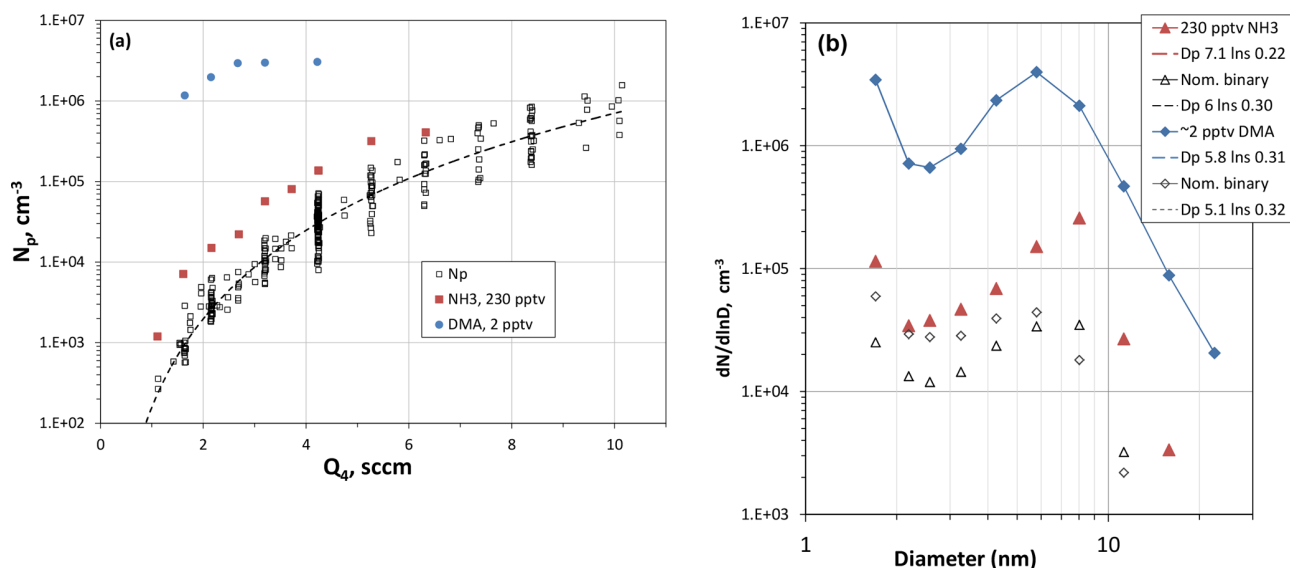 (a)
1.E+07
1.E+06
1.E+05
1.E+04
1.E+03
1.E+02
Np, cm-3
0 2 4 6 8 10
Q4, sccm
Np
NH3, 230 pptv
DMA, 2 pptv
(b)
1.E+07
1.E+06
1.E+05
1.E+04
1.E+03
dN/dlnD, cm-3
1 10
Diameter (nm)
230 pptv NH3
Dp 7.1 lns 0.22
Nom. binary
Dp 6 lns 0.30
~2 pptv DMA
Dp 5.8 lns 0.31
Nom. binary
Dp 5.1 lns 0.32